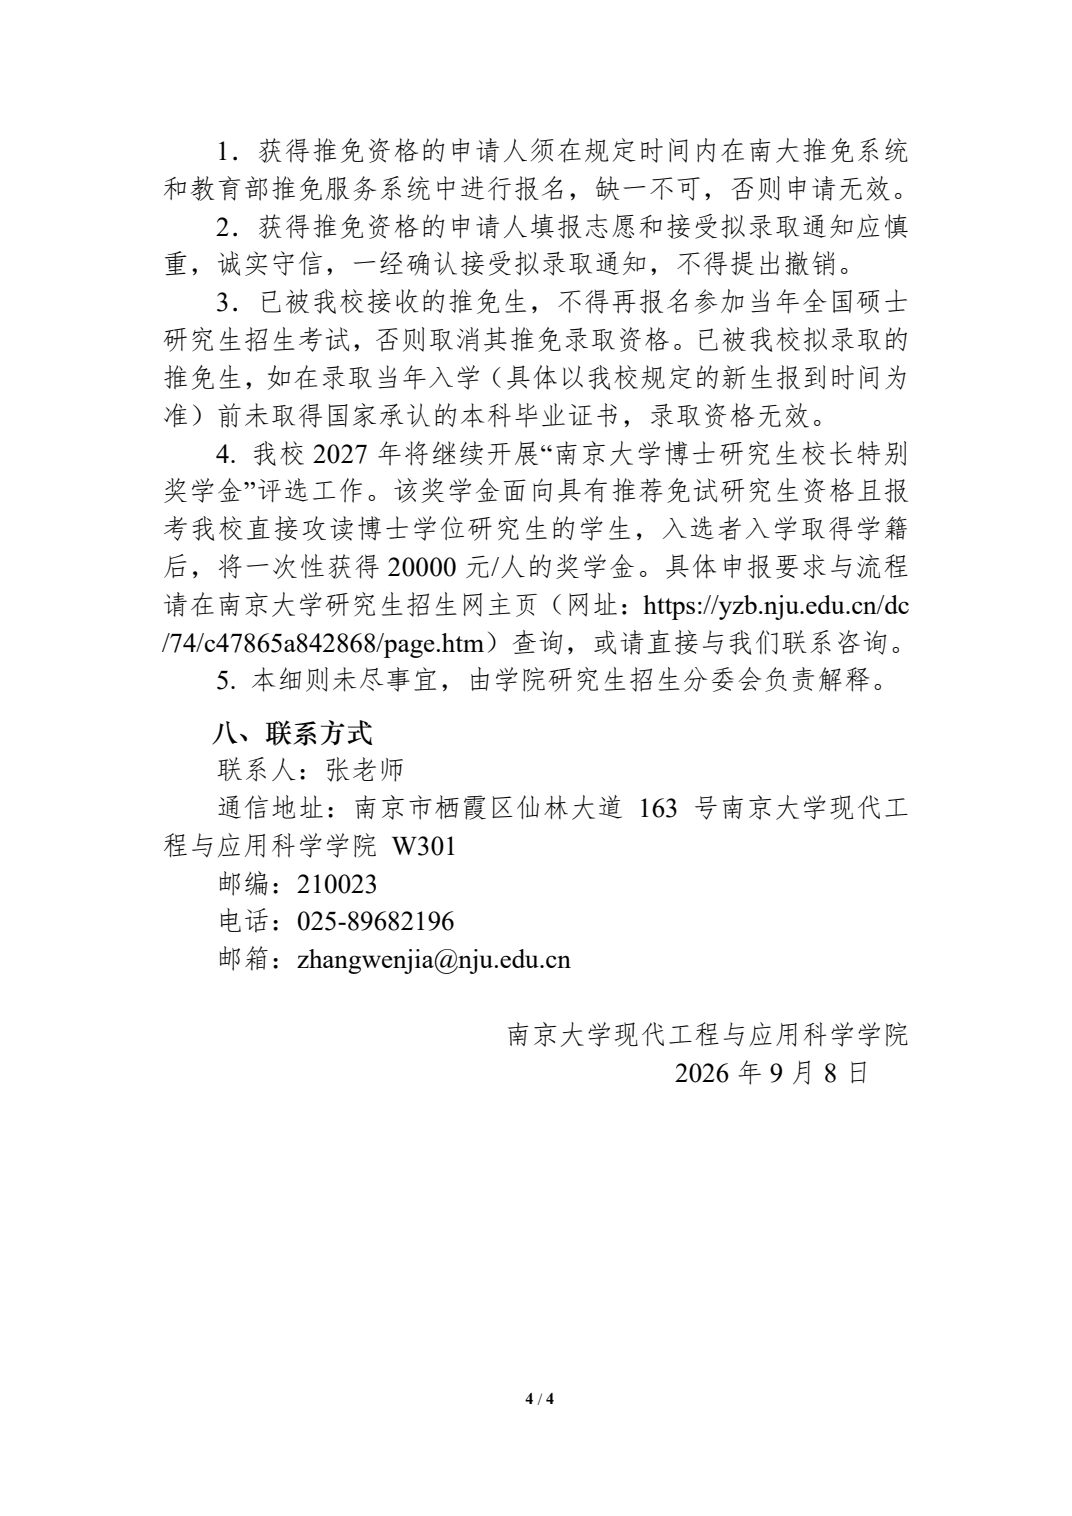 1．获得推免资格的申请人须在规定时间内在南大推免系统
和教育部推免服务系统中进行报名，缺一不可，否则申请无效。
2．获得推免资格的申请人填报志愿和接受拟录取通知应慎
重，诚实守信，一经确认接受拟录取通知，不得提出撤销。
3．已被我校接收的推免生，不得再报名参加当年全国硕士
研究生招生考试，否则取消其推免录取资格。已被我校拟录取的
推免生，如在录取当年入学（具体以我校规定的新生报到时间为
准）前未取得国家承认的本科毕业证书，录取资格无效。
4. 我校 2027 年将继续开展“南京大学博士研究生校长特别
奖学金”评选工作。该奖学金面向具有推荐免试研究生资格且报
考我校直接攻读博士学位研究生的学生，入选者入学取得学籍
后，将一次性获得 20000 元/人的奖学金。具体申报要求与流程
请在南京大学研究生招生网主页（网址：https://yzb.nju.edu.cn/dc
/74/c47865a842868/page.htm）查询，或请直接与我们联系咨询。
5. 本细则未尽事宜，由学院研究生招生分委会负责解释。
八、联系方式
联系人：张老师
通信地址：南京市栖霞区仙林大道 163 号南京大学现代工
程与应用科学学院 W301
邮编：210023
电话：025-89682196
邮箱：zhangwenjia@nju.edu.cn
南京大学现代工程与应用科学学院
2026 年 9 月 8 日
4 / 4